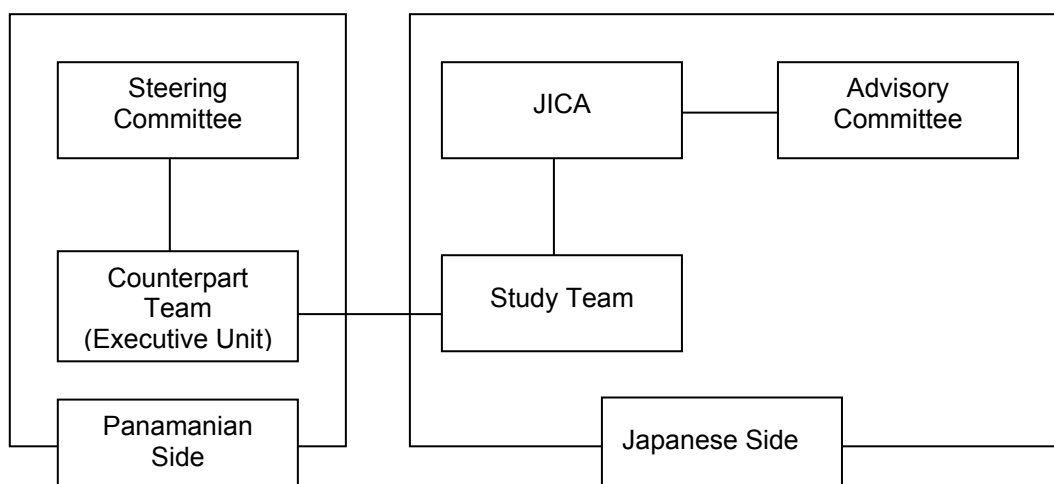 Steering
Committee
JICA
Advisory
Committee
Counterpart
Team
(Executive Unit)
Study Team
Panamanian
Side
Japanese Side